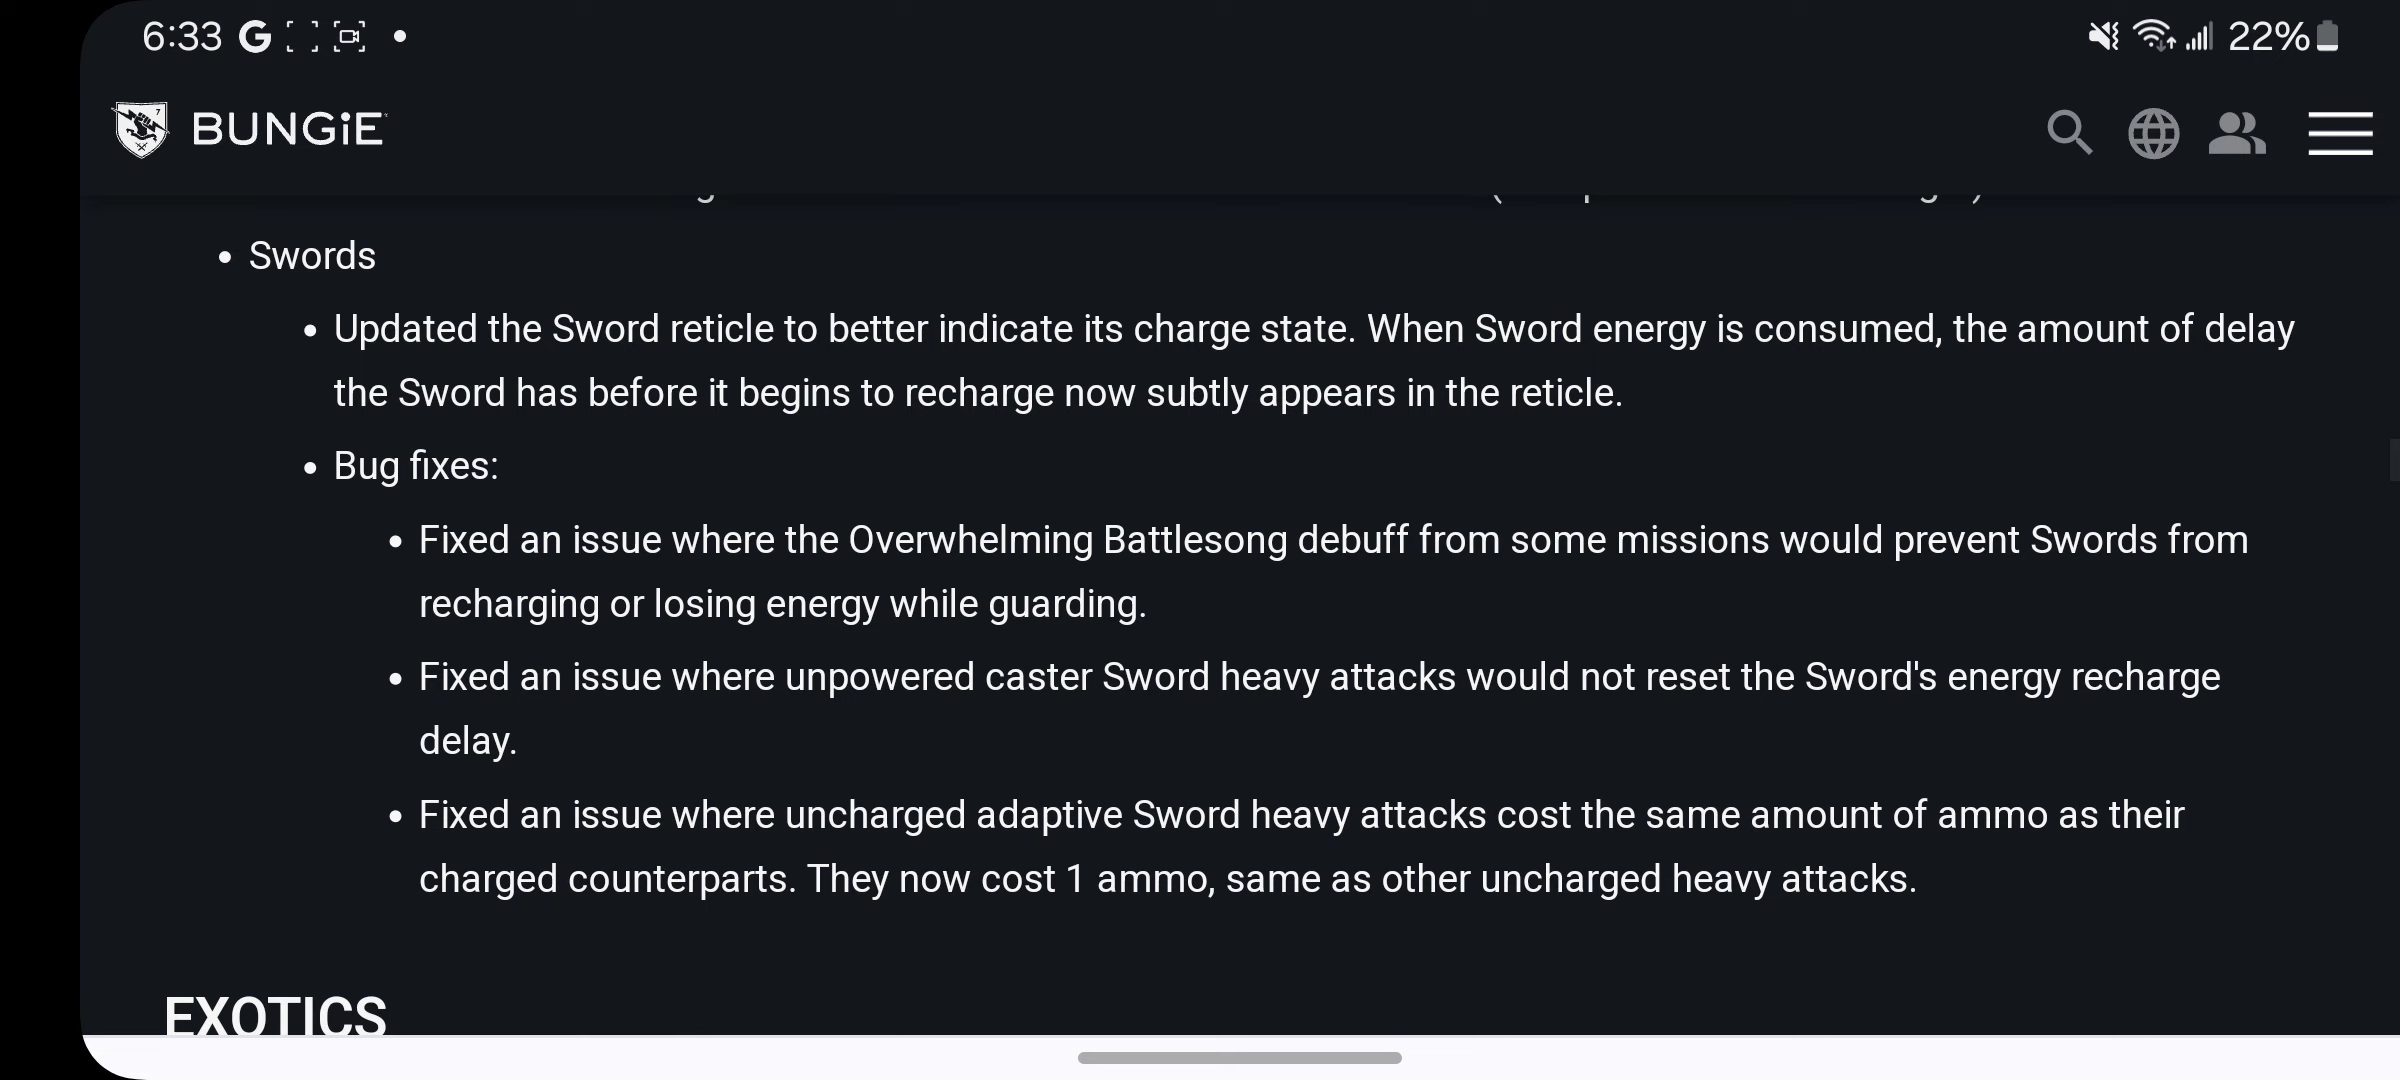 6:33
22%
BUNGiE
• Swords
• Updated the Sword reticle to better indicate its charge state. When Sword energy is consumed, the amount of delay
the Sword has before it begins to recharge now subtly appears in the reticle.
• Bug fixes:
• Fixed an issue where the Overwhelming Battlesong debuff from some missions would prevent Swords from
recharging or losing energy while guarding.
• Fixed an issue where unpowered caster Sword heavy attacks would not reset the Sword's energy recharge
delay.
• Fixed an issue where uncharged adaptive Sword heavy attacks cost the same amount of ammo as their
charged counterparts. They now cost 1 ammo, same as other uncharged heavy attacks.
EXOTICS